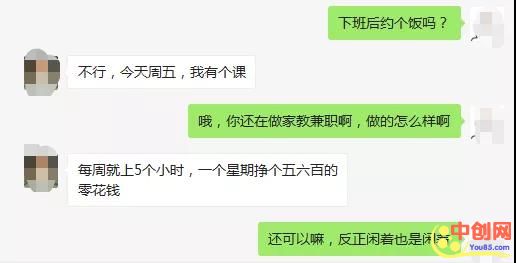 下班后约个饭吗？
不行，今天周五，我有个课
哦，你还在做家教兼职啊，做的怎么样啊
每周就上5个小时，一个星期挣个五六百的
零花钱
还可以嘛，反正闲着也是闲着
中创网
You85.com